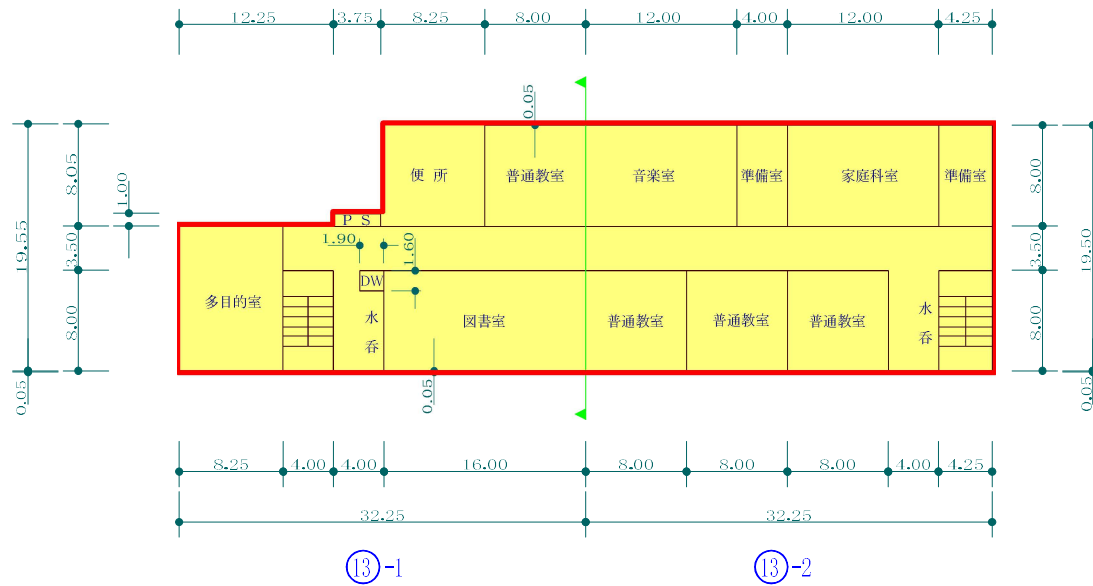 12.25 3.75 8.25 8.00 12.00 4.00 12.00 4.25
0.05
便 所 普通教室 音楽室 準備室 家庭科室 準備室
19.55 8.05 1.00 3.50 8.00 0.05
P S
1.90 1.60
DW
多目的室 水呑 図書室 普通教室 普通教室 普通教室 水呑
0.05
8.00 3.50 8.00 19.50 0.05
8.25 4.00 4.00 16.00 8.00 8.00 8.00 4.00 4.25
32.25 32.25
⑬-1 ⑬-2